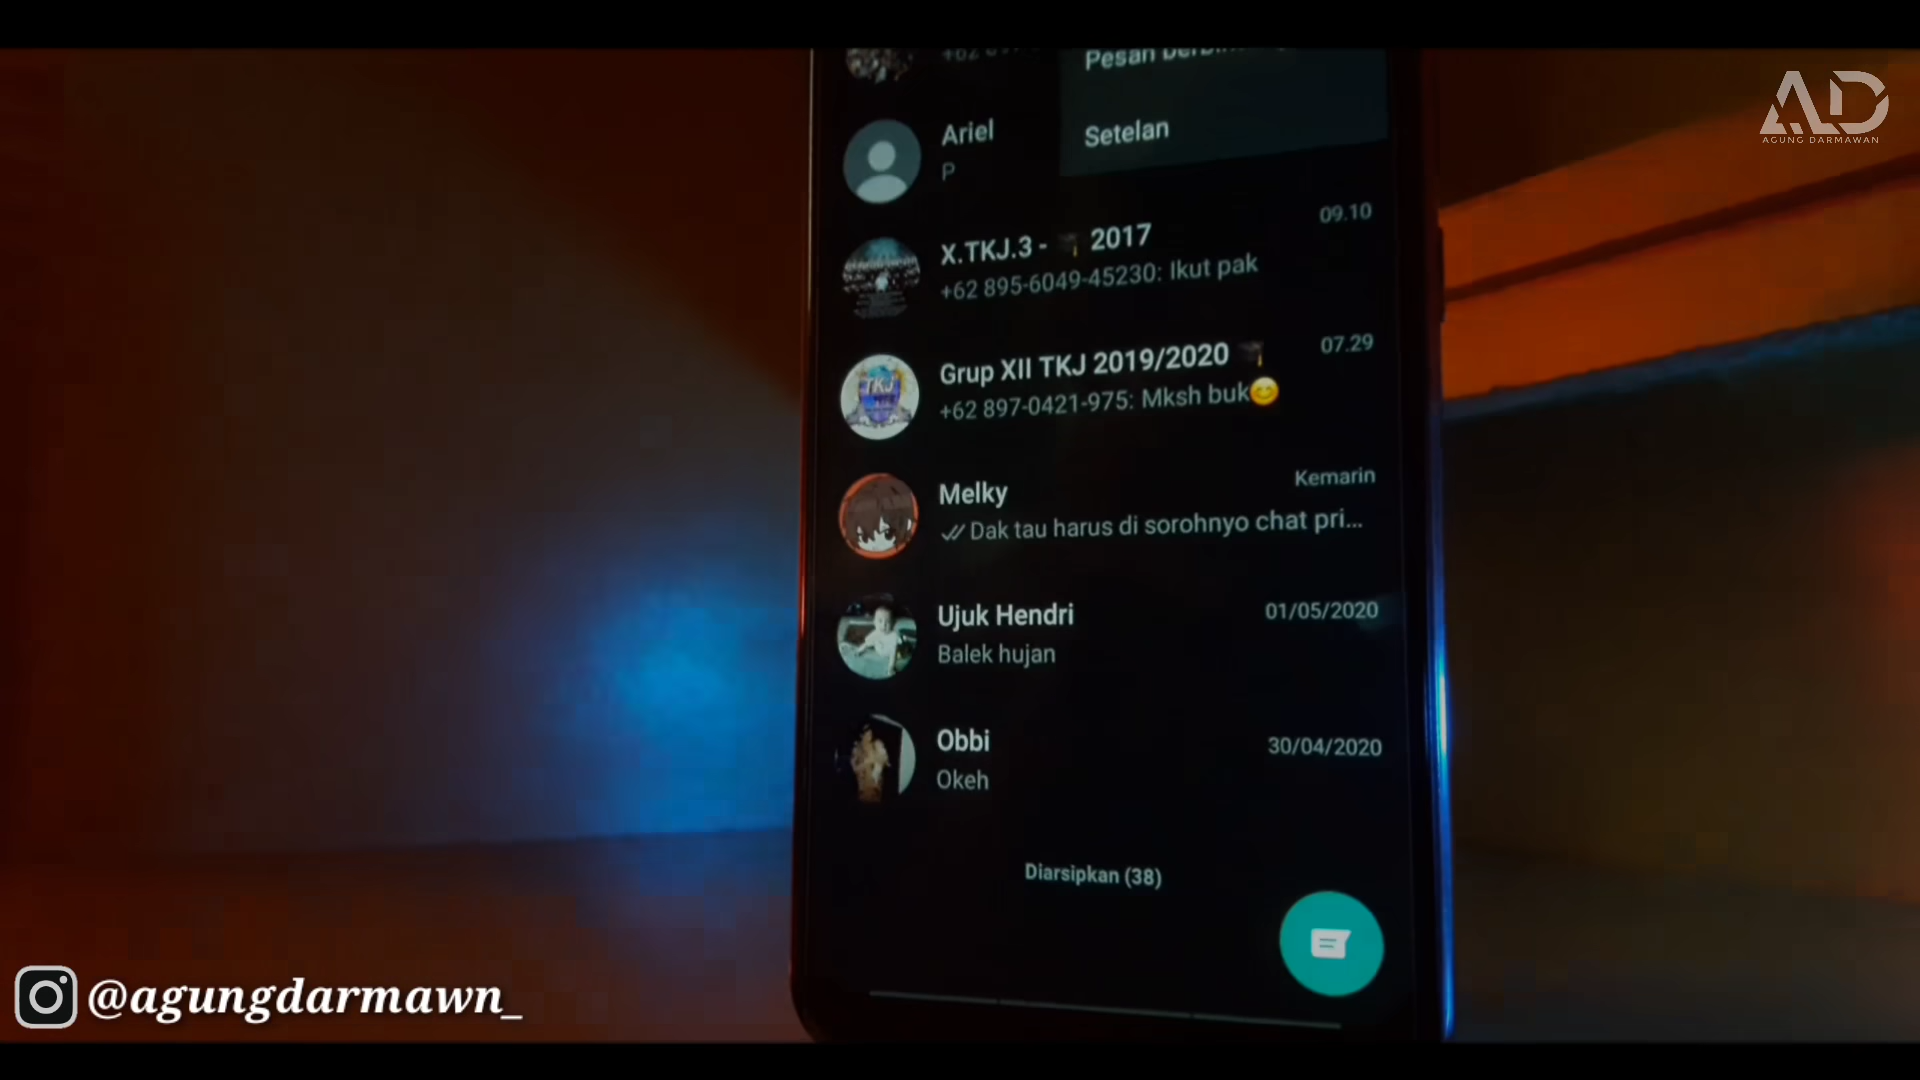 Pesan
Setelan
AD
AGUNG DARMAWAN
Ariel
P
X.TKJ.3 - 🎓 2017
09.10
+62 895-6049-45230: Ikut pak
Grup XII TKJ 2019/2020 🎓
07.29
+62 897-0421-975: Mksh buk😊
TKJ
Melky
Kemarin
Dak tau harus di sorohnyo chat pri...
Ujuk Hendri
01/05/2020
Balek hujan
Obbi
30/04/2020
Okeh
Diarsipkan (38)
@agungdarmawn_